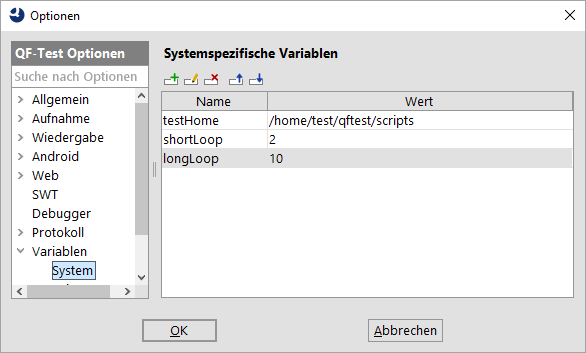 Optionen
QF-Test Optionen
Suche nach Optionen
Allgemein
Aufnahme
Wiedergabe
Android
Web
SWT
Debugger
Protokoll
Variablen
System
Systemspezifische Variablen
Name Wert
testHome /home/test/qftest/scripts
shortLoop 2
longLoop 10
OK Abbrechen